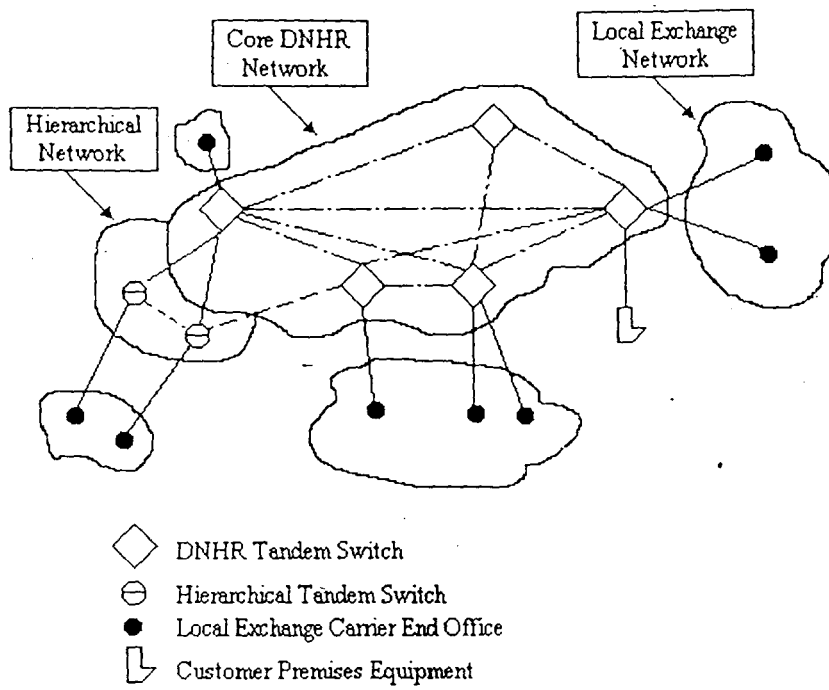 Core DNHR
Network
Local Exchange
Network
Hierarchical
Network
DNHR Tandem Switch
Hierarchical Tandem Switch
Local Exchange Carrier End Office
Customer Premises Equipment